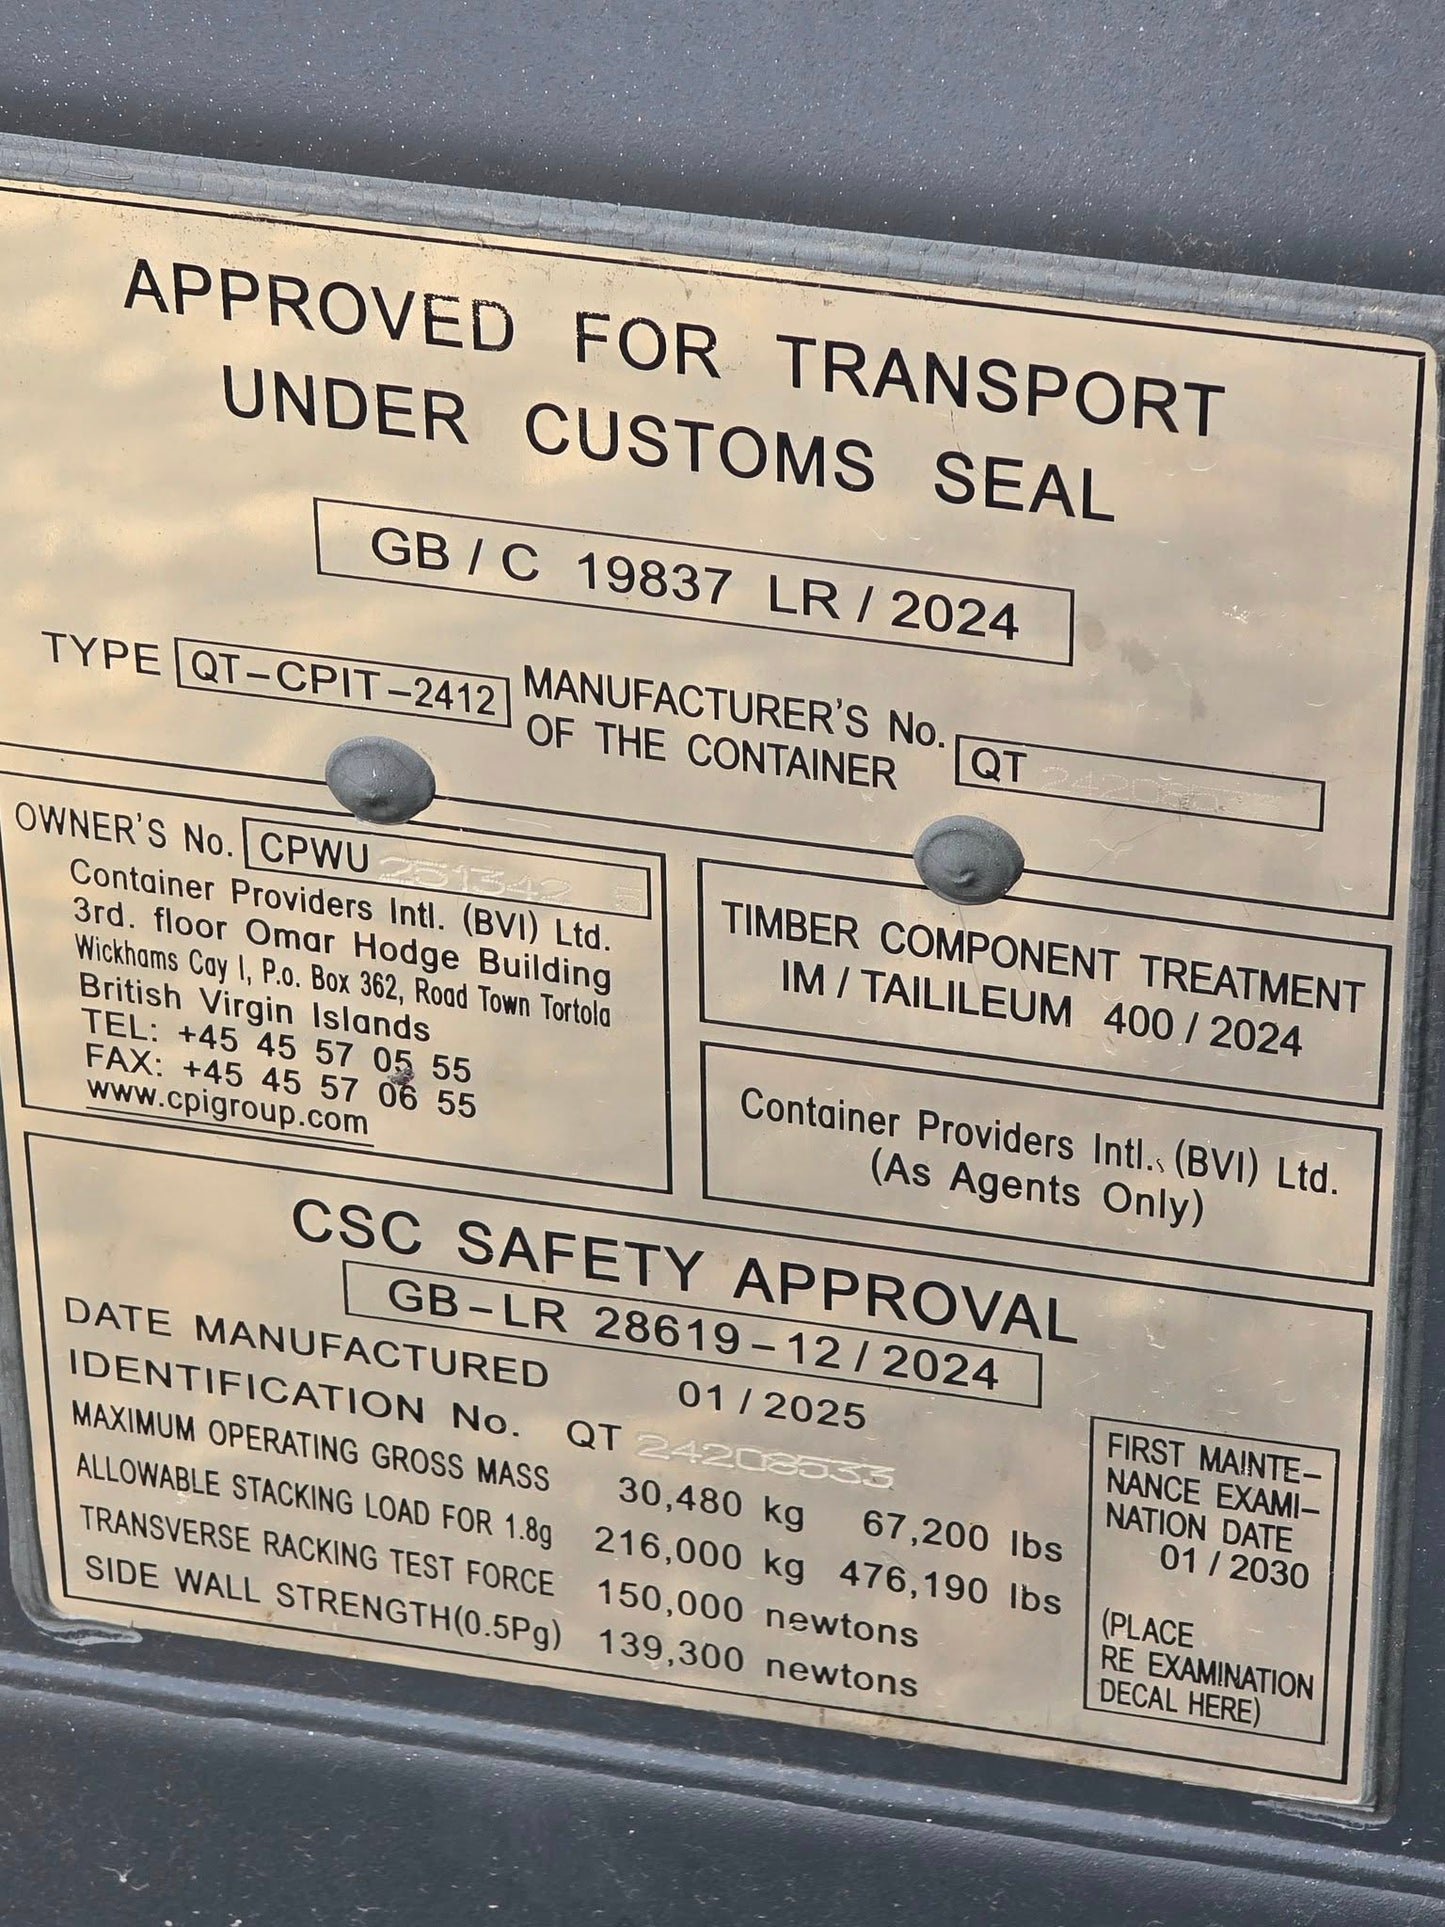 APPROVED FOR TRANSPORT
UNDER CUSTOMS SEAL
GB / C 19837 LR / 2024
TYPE QT-CPIT-2412
MANUFACTURER'S No.
OF THE CONTAINER
QT 24208533
OWNER'S No. CPWU 251342 5
Container Providers Intl. (BVI) Ltd.
3rd. floor Omar Hodge Building
Wickhams Cay I, P.o. Box 362, Road Town Tortola
British Virgin Islands
TEL: +45 45 57 05 55
FAX: +45 45 57 06 55
www.cpigroup.com
TIMBER COMPONENT TREATMENT
IM / TAILILEUM 400 / 2024
Container Providers Intl., (BVI) Ltd.
(As Agents Only)
CSC SAFETY APPROVAL
GB-LR 28619-12 / 2024
DATE MANUFACTURED 01 / 2025
IDENTIFICATION No. QT 24208533
MAXIMUM OPERATING GROSS MASS 30,480 kg 67,200 lbs
ALLOWABLE STACKING LOAD FOR 1.8g 216,000 kg 476,190 lbs
TRANSVERSE RACKING TEST FORCE 150,000 newtons
SIDE WALL STRENGTH(0.5Pg) 139,300 newtons
FIRST MAINTE-
NANCE EXAMI-
NATION DATE
01 / 2030
(PLACE
RE EXAMINATION
DECAL HERE)